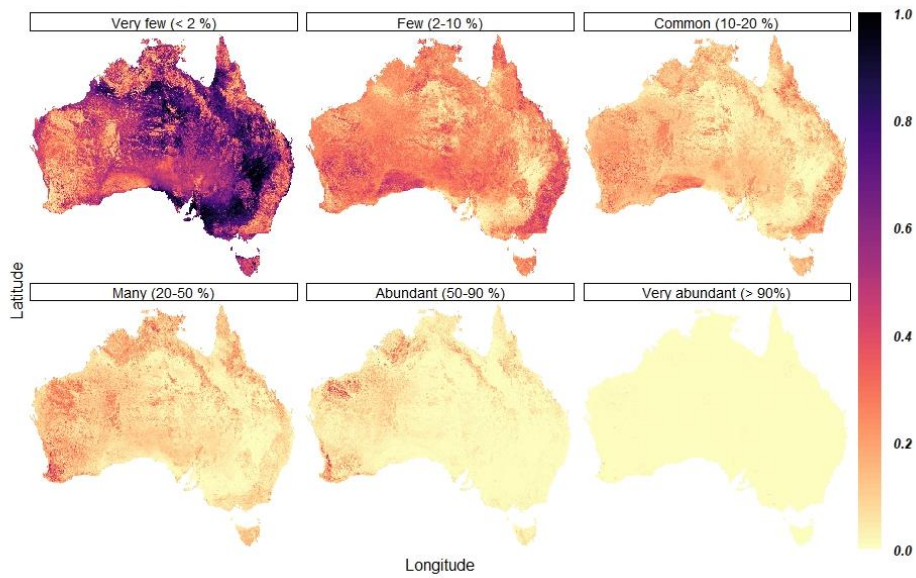 Very few (< 2 %)
Few (2-10 %)
Common (10-20 %)
Many (20-50 %)
Abundant (50-90 %)
Very abundant (> 90%)
Latitude
Longitude
1.0
0.8
0.6
0.4
0.2
0.0